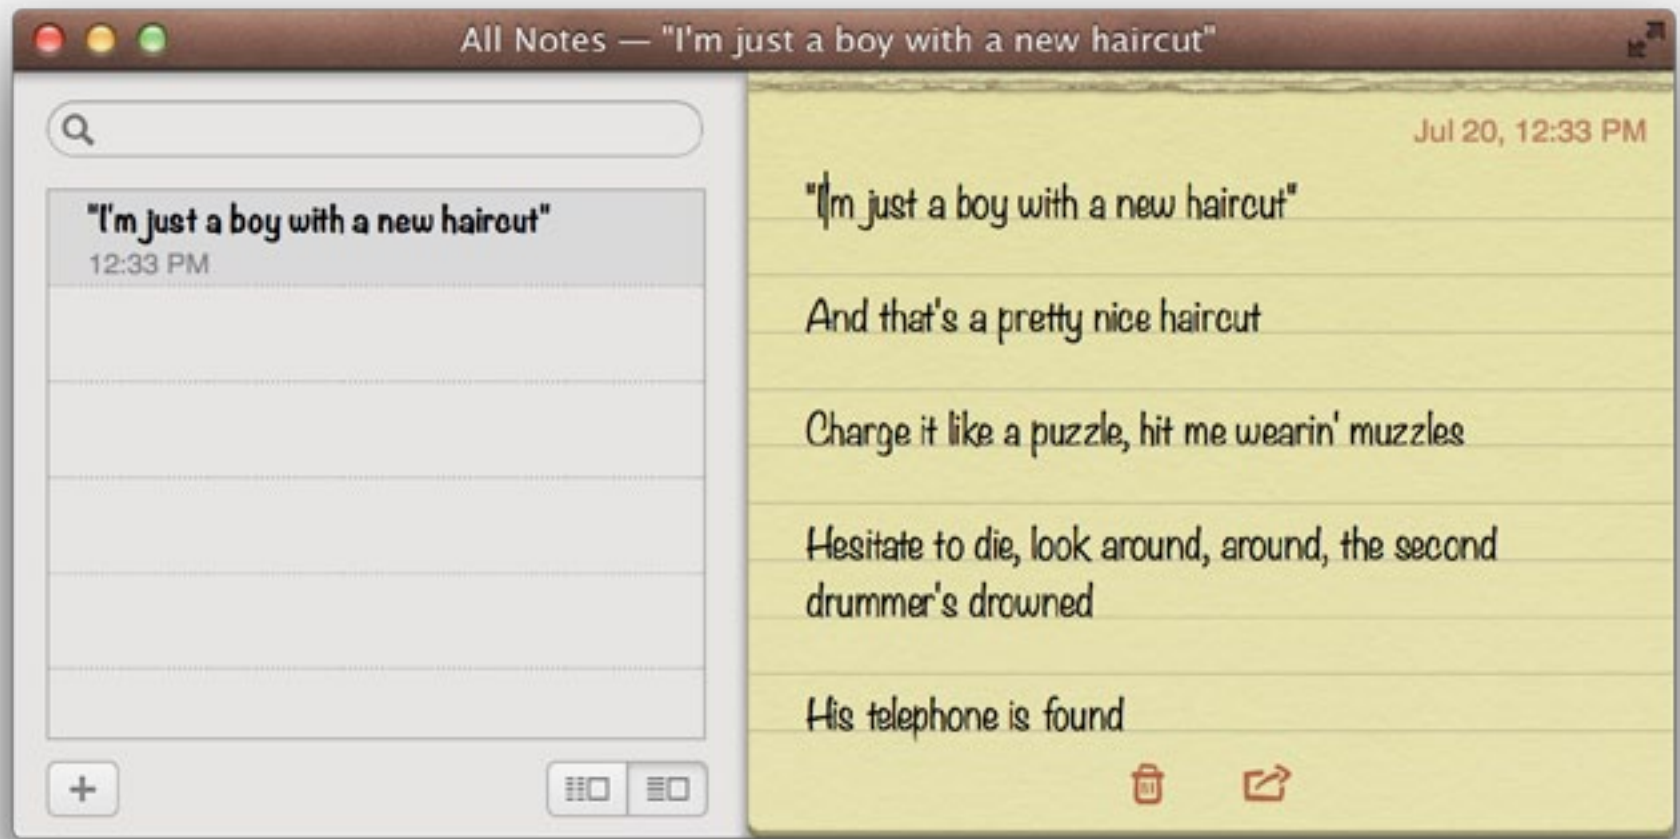 All Notes — "I'm just a boy with a new haircut"
"I'm just a boy with a new haircut"
12:33 PM
Jul 20, 12:33 PM
"I'm just a boy with a new haircut"
And that's a pretty nice haircut
Charge it like a puzzle, hit me wearin' muzzles
Hesitate to die, look around, around, the second
drummer's drowned
His telephone is found